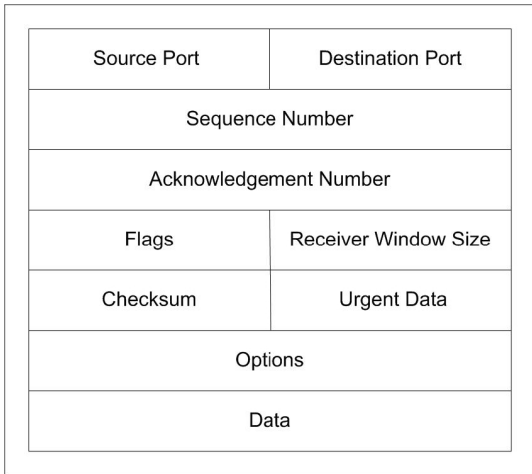 Source Port Destination Port
Sequence Number
Acknowledgement Number
Flags Receiver Window Size
Checksum Urgent Data
Options
Data